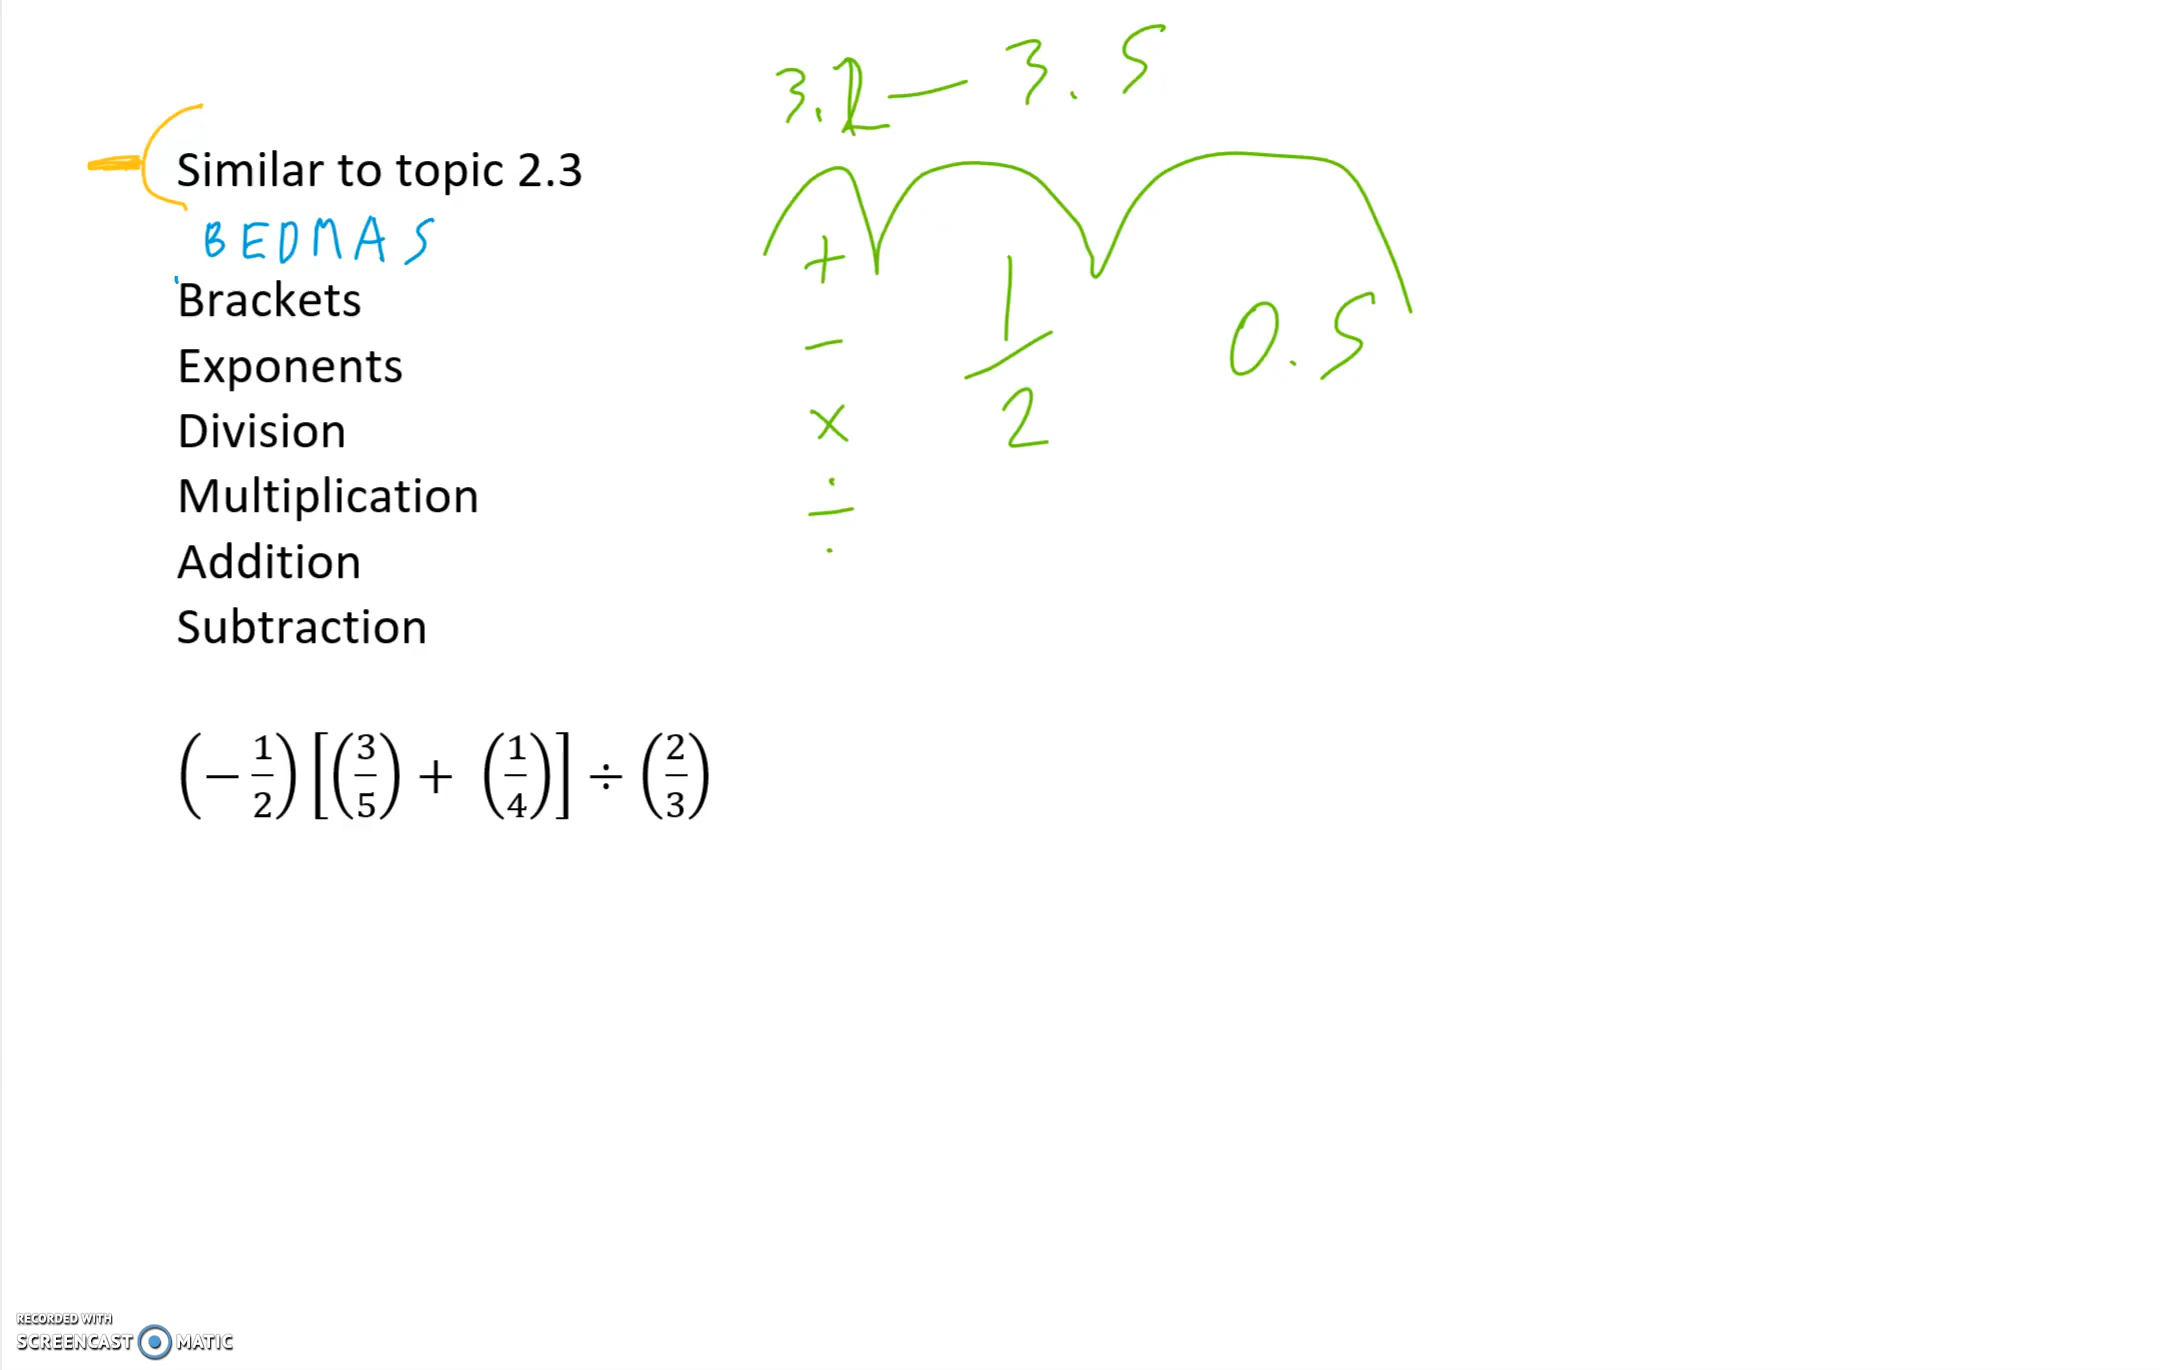 3.2 — 3.5
Similar to topic 2.3
BEDMAS
Brackets
Exponents
Division
Multiplication
Addition
Subtraction
+
−
×
÷
1/2
0.5
(−1/2)[(3/5) + (1/4)] ÷ (2/3)
RECORDED WITH
SCREENCAST MATIC